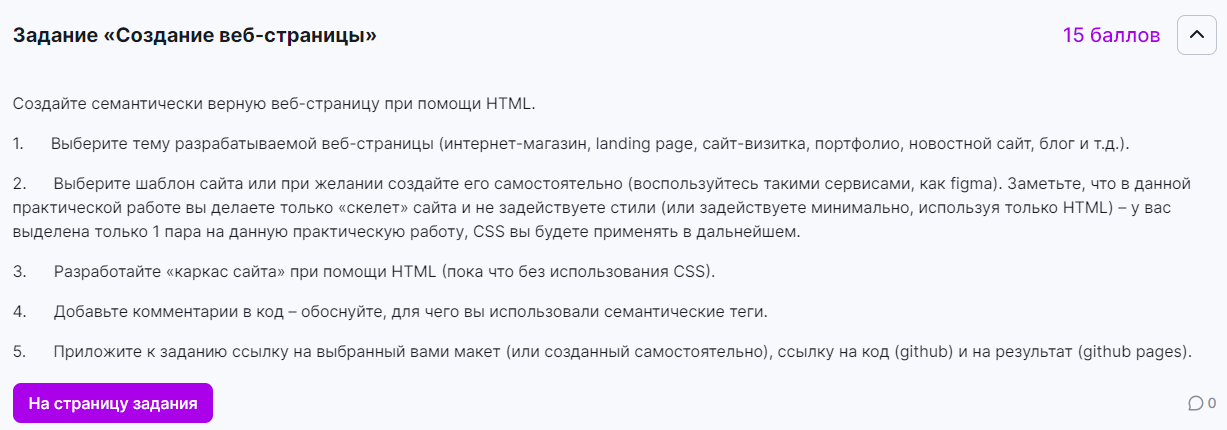 Задание «Создание веб-страницы»
15 баллов
Создайте семантически верную веб-страницу при помощи HTML.
1. Выберите тему разрабатываемой веб-страницы (интернет-магазин, landing page, сайт-визитка, портфолио, новостной сайт, блог и т.д.).
2. Выберите шаблон сайта или при желании создайте его самостоятельно (воспользуйтесь такими сервисами, как figma). Заметьте, что в данной
практической работе вы делаете только «скелет» сайта и не задействуете стили (или задействуете минимально, используя только HTML) – у вас
выделена только 1 пара на данную практическую работу, CSS вы будете применять в дальнейшем.
3. Разработайте «каркас сайта» при помощи HTML (пока что без использования CSS).
4. Добавьте комментарии в код – обоснуйте, для чего вы использовали семантические теги.
5. Приложите к заданию ссылку на выбранный вами макет (или созданный самостоятельно), ссылку на код (github) и на результат (github pages).
На страницу задания
0